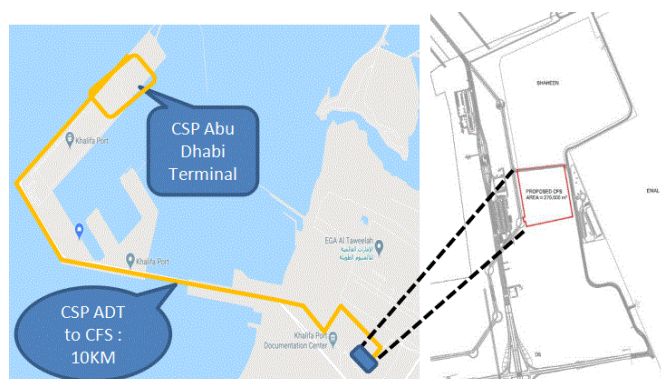 CSP Abu
Dhabi
Terminal
Khalifa Port
Khalifa Port
EGA Al Taweelah
الإمارات العالمية
الطويلة
CSP ADT
to CFS :
10KM
Khalifa Port
Documentation Center
SHAHEEN
PROPOSED CFS
AREA = 270,000 m²
EMAL